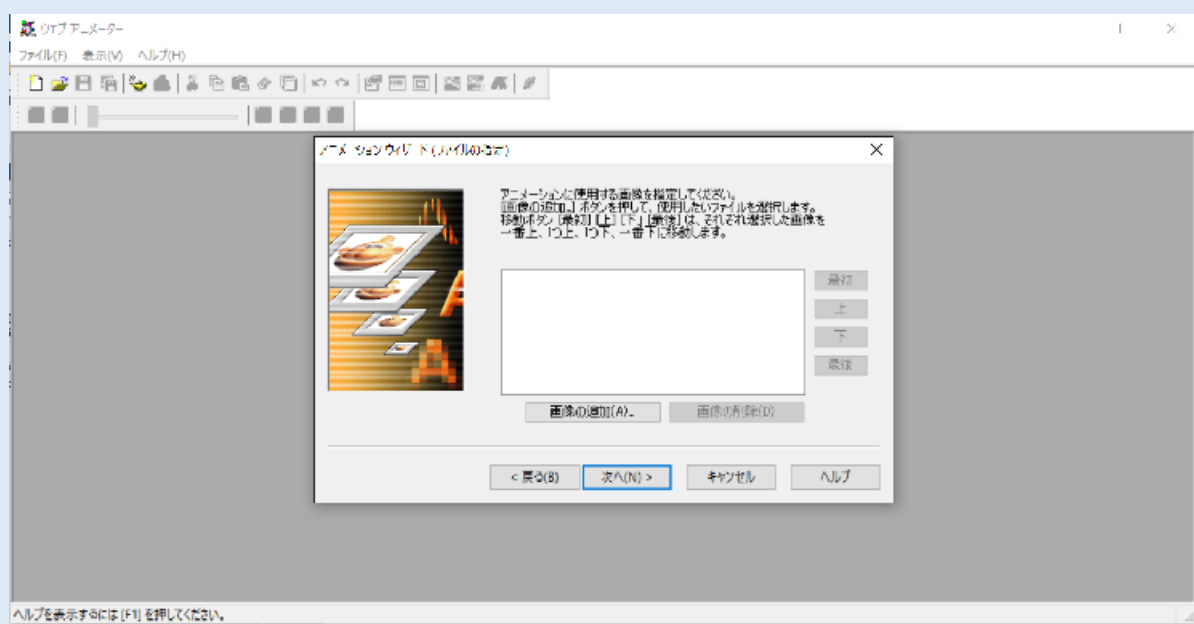 ウェブ アニメーター
ファイル(F) 表示(V) ヘルプ(H)
アニメーション ウィザード (ファイルの指定)
アニメーションに使用する画像を指定してください。
[画像の追加...] ボタンを押して、使用したいファイルを選択します。
移動ボタン [最初] [上] [下] [最後] は、それぞれ選択した画像を
一番上、1つ上、1つ下、一番下に移動します。
最初
上
下
最後
画像の追加(A)...
画像の削除(D)
< 戻る(B) 次へ(N) > キャンセル ヘルプ
ヘルプを表示するには [F1] を押してください。